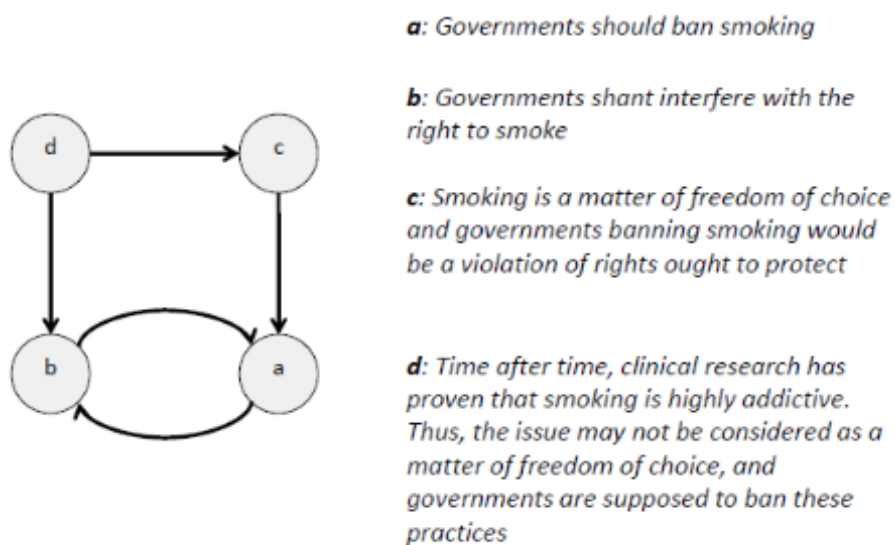 a: Governments should ban smoking
b: Governments shant interfere with the
right to smoke
d
c
c: Smoking is a matter of freedom of choice
and governments banning smoking would
be a violation of rights ought to protect
b
a
d: Time after time, clinical research has
proven that smoking is highly addictive.
Thus, the issue may not be considered as a
matter of freedom of choice, and
governments are supposed to ban these
practices